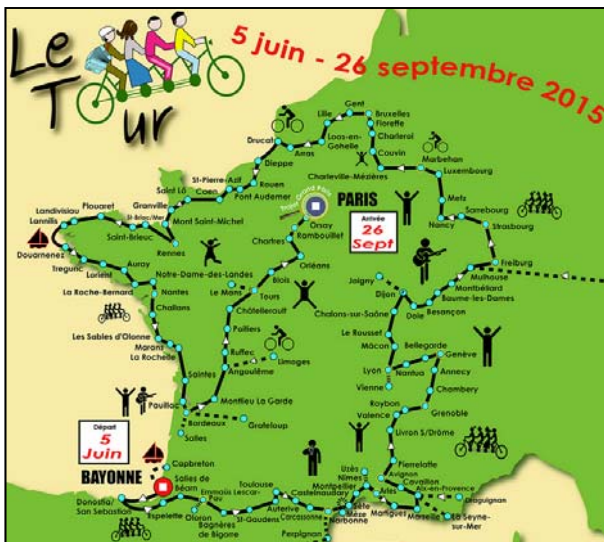 Le
Tour
5 juin - 26 septembre 2015
Gent
Lille
Bruxelles
Floreffe
Loos-en-
Gohelle
Charleroi
Drucat
Arras
Couvin
Marbehan
Dieppe
Charleville-Mézières
Luxembourg
St-Pierre-Azif
Rouen
Saint Lô
Caen
Pont Audemer
PARIS
Metz
Plouaret
Granville
Landivisiau
Lannilis
St-Briac/Mer
Mont Saint-Michel
Orsay
Rambouillet
Arrivée
26
Sept
Nancy
Sarrebourg
Strasbourg
Saint-Brieuc
Chartres
Douarnenez
Rennes
Orléans
Freiburg
Tregunc
Auray
Notre-Dame-des-Landes
Joigny
Mulhouse
Lorient
Blois
Dijon
Montbéliard
La Roche-Bernard
Nantes
Le Mans
Tours
Baume-les-Dames
Besançon
Challans
Châtellerault
Chalons-sur-Saône
Dole
Les Sables d'Olonne
Poitiers
Le Rousset
Marans
Bellegarde
La Rochelle
Ruffec
Mâcon
Genève
Limoges
Saintes
Angoulême
Lyon
Nantua
Annecy
Vienne
Chambery
Pauillac
Montlieu La Garde
Roybon
Bordeaux
Valence
Grenoble
Départ
5
Juin
Salles
Grateloup
Livron S/Drôme
Capbreton
BAYONNE
Salies de
Béarn
Uzès
Pierrelatte
Toulouse
Nîmes
Avignon
Emmaüs Lescar-
Pau
Castelnaudary
Montpellier
Cavaillon
Donostia
San Sebastian
Arles
Aix-en-Provence
Espelette
Oloron
Auterive
Sète
Mèze
Draguignan
Bagnères
de Bigorre
St-Gaudens
Carcassonne
Narbonne
Martigues
Marseille
La Seyne-
sur-Mer
Perpignan